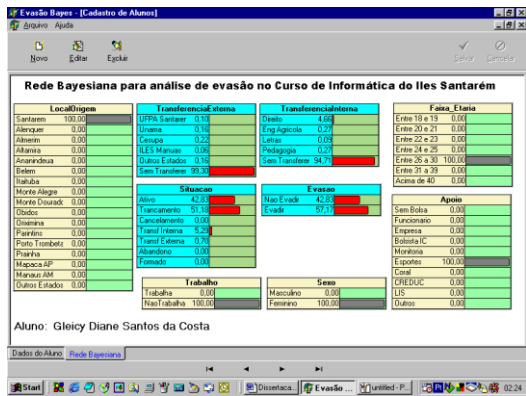 Evasão Bayes - [Cadastro de Alunos]
Arquivo Ajuda
Novo Editar Excluir Salvar Cancelar
Rede Bayesiana para análise de evasão no Curso de Informática do Iles Santarém
LocalOrigem
Santarem 100,00
Alenquer 0,00
Almerim 0,00
Altamira 0,00
Ananindeua 0,00
Belem 0,00
Itaituba 0,00
Monte Alegre 0,00
Monte Dourado 0,00
Obidos 0,00
Oriximina 0,00
Parintins 0,00
Porto Trombeta 0,00
Prainha 0,00
Mapaca AP 0,00
Manaus AM 0,00
Outros Estados 0,00
TransferenciaExterna
UFPA Santarer 0,10
Unama 0,16
Cesupa 0,22
ILES Manuas 0,06
Outros Estados 0,16
Sem Transferer 99,30
TransferenciaInterna
Direito 4,66
Eng Agricola 0,27
Letras 0,09
Pedagogia 0,27
Sem Transferer 94,71
Faixa_Etaria
Entre 18 e 19 0,00
Entre 20 e 21 0,00
Entre 22 e 23 0,00
Entre 24 e 25 0,00
Entre 26 a 30 100,00
Entre 31 a 39 0,00
Acima de 40 0,00
Situacao
Ativo 42,83
Trancamento 51,18
Cancelamento 0,00
Transf Interna 5,29
Transf Externa 0,70
Abandono 0,00
Formado 0,00
Evasao
Nao Evadir 42,83
Evadir 57,17
Apoio
Sem Bolsa 0,00
Funcionario 0,00
Empresa 0,00
Bolsista IC 0,00
Monitoria 0,00
Esportes 100,00
Coral 0,00
CREDUC 0,00
LIS 0,00
Outros 0,00
Trabalho
Trabalha 0,00
NaoTrabalha 100,00
Sexo
Masculino 0,00
Feminino 100,00
Aluno: Gleicy Diane Santos da Costa
Dados do Aluno Rede Bayesiana
Start Dissertaca... Evasão ... untitled - P... 02:24